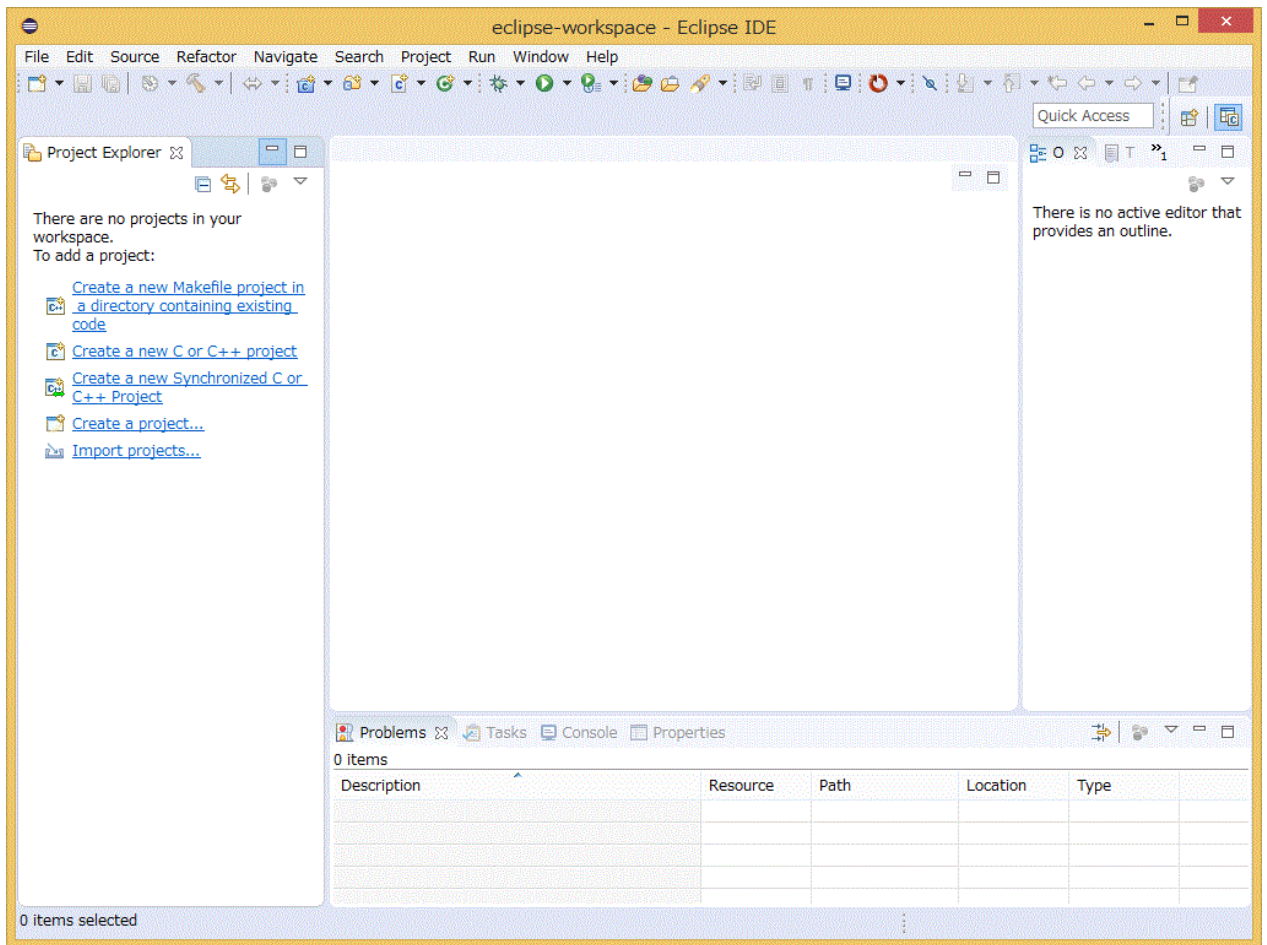 eclipse-workspace - Eclipse IDE
File Edit Source Refactor Navigate Search Project Run Window Help
Quick Access
Project Explorer
O T »1
There are no projects in your
workspace.
To add a project:
Create a new Makefile project in
a directory containing existing
code
Create a new C or C++ project
Create a new Synchronized C or
C++ Project
Create a project...
Import projects...
There is no active editor that
provides an outline.
Problems Tasks Console Properties
0 items
Description Resource Path Location Type
0 items selected